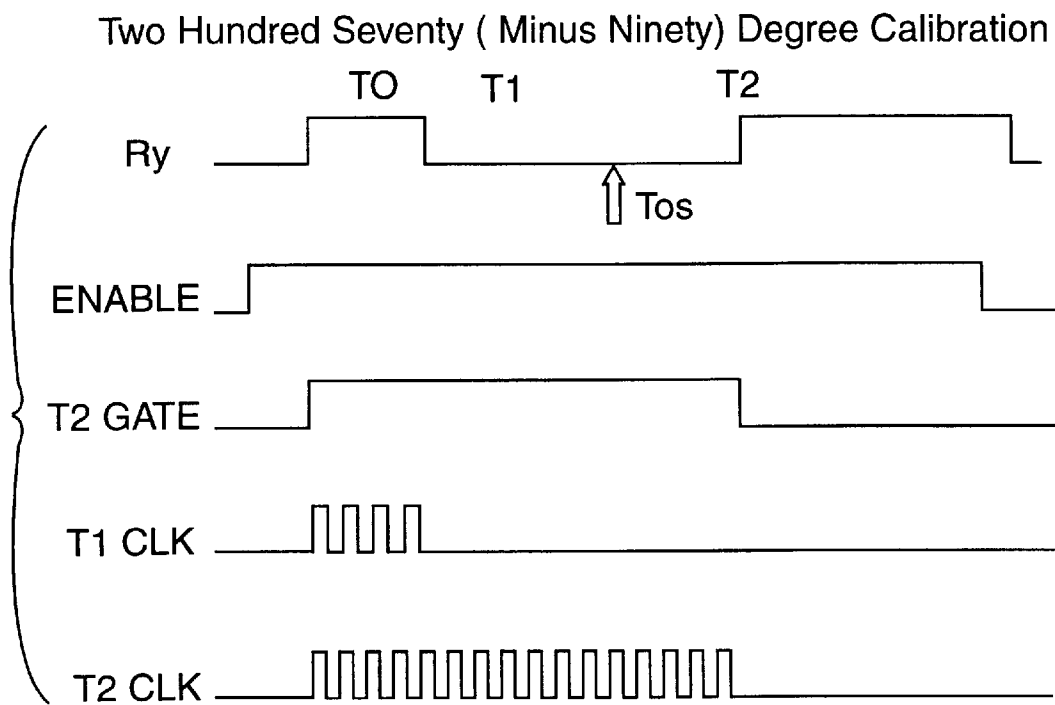 Two Hundred Seventy ( Minus Ninety) Degree Calibration
TO T1 T2
Ry
Tos
ENABLE
T2 GATE
T1 CLK
T2 CLK